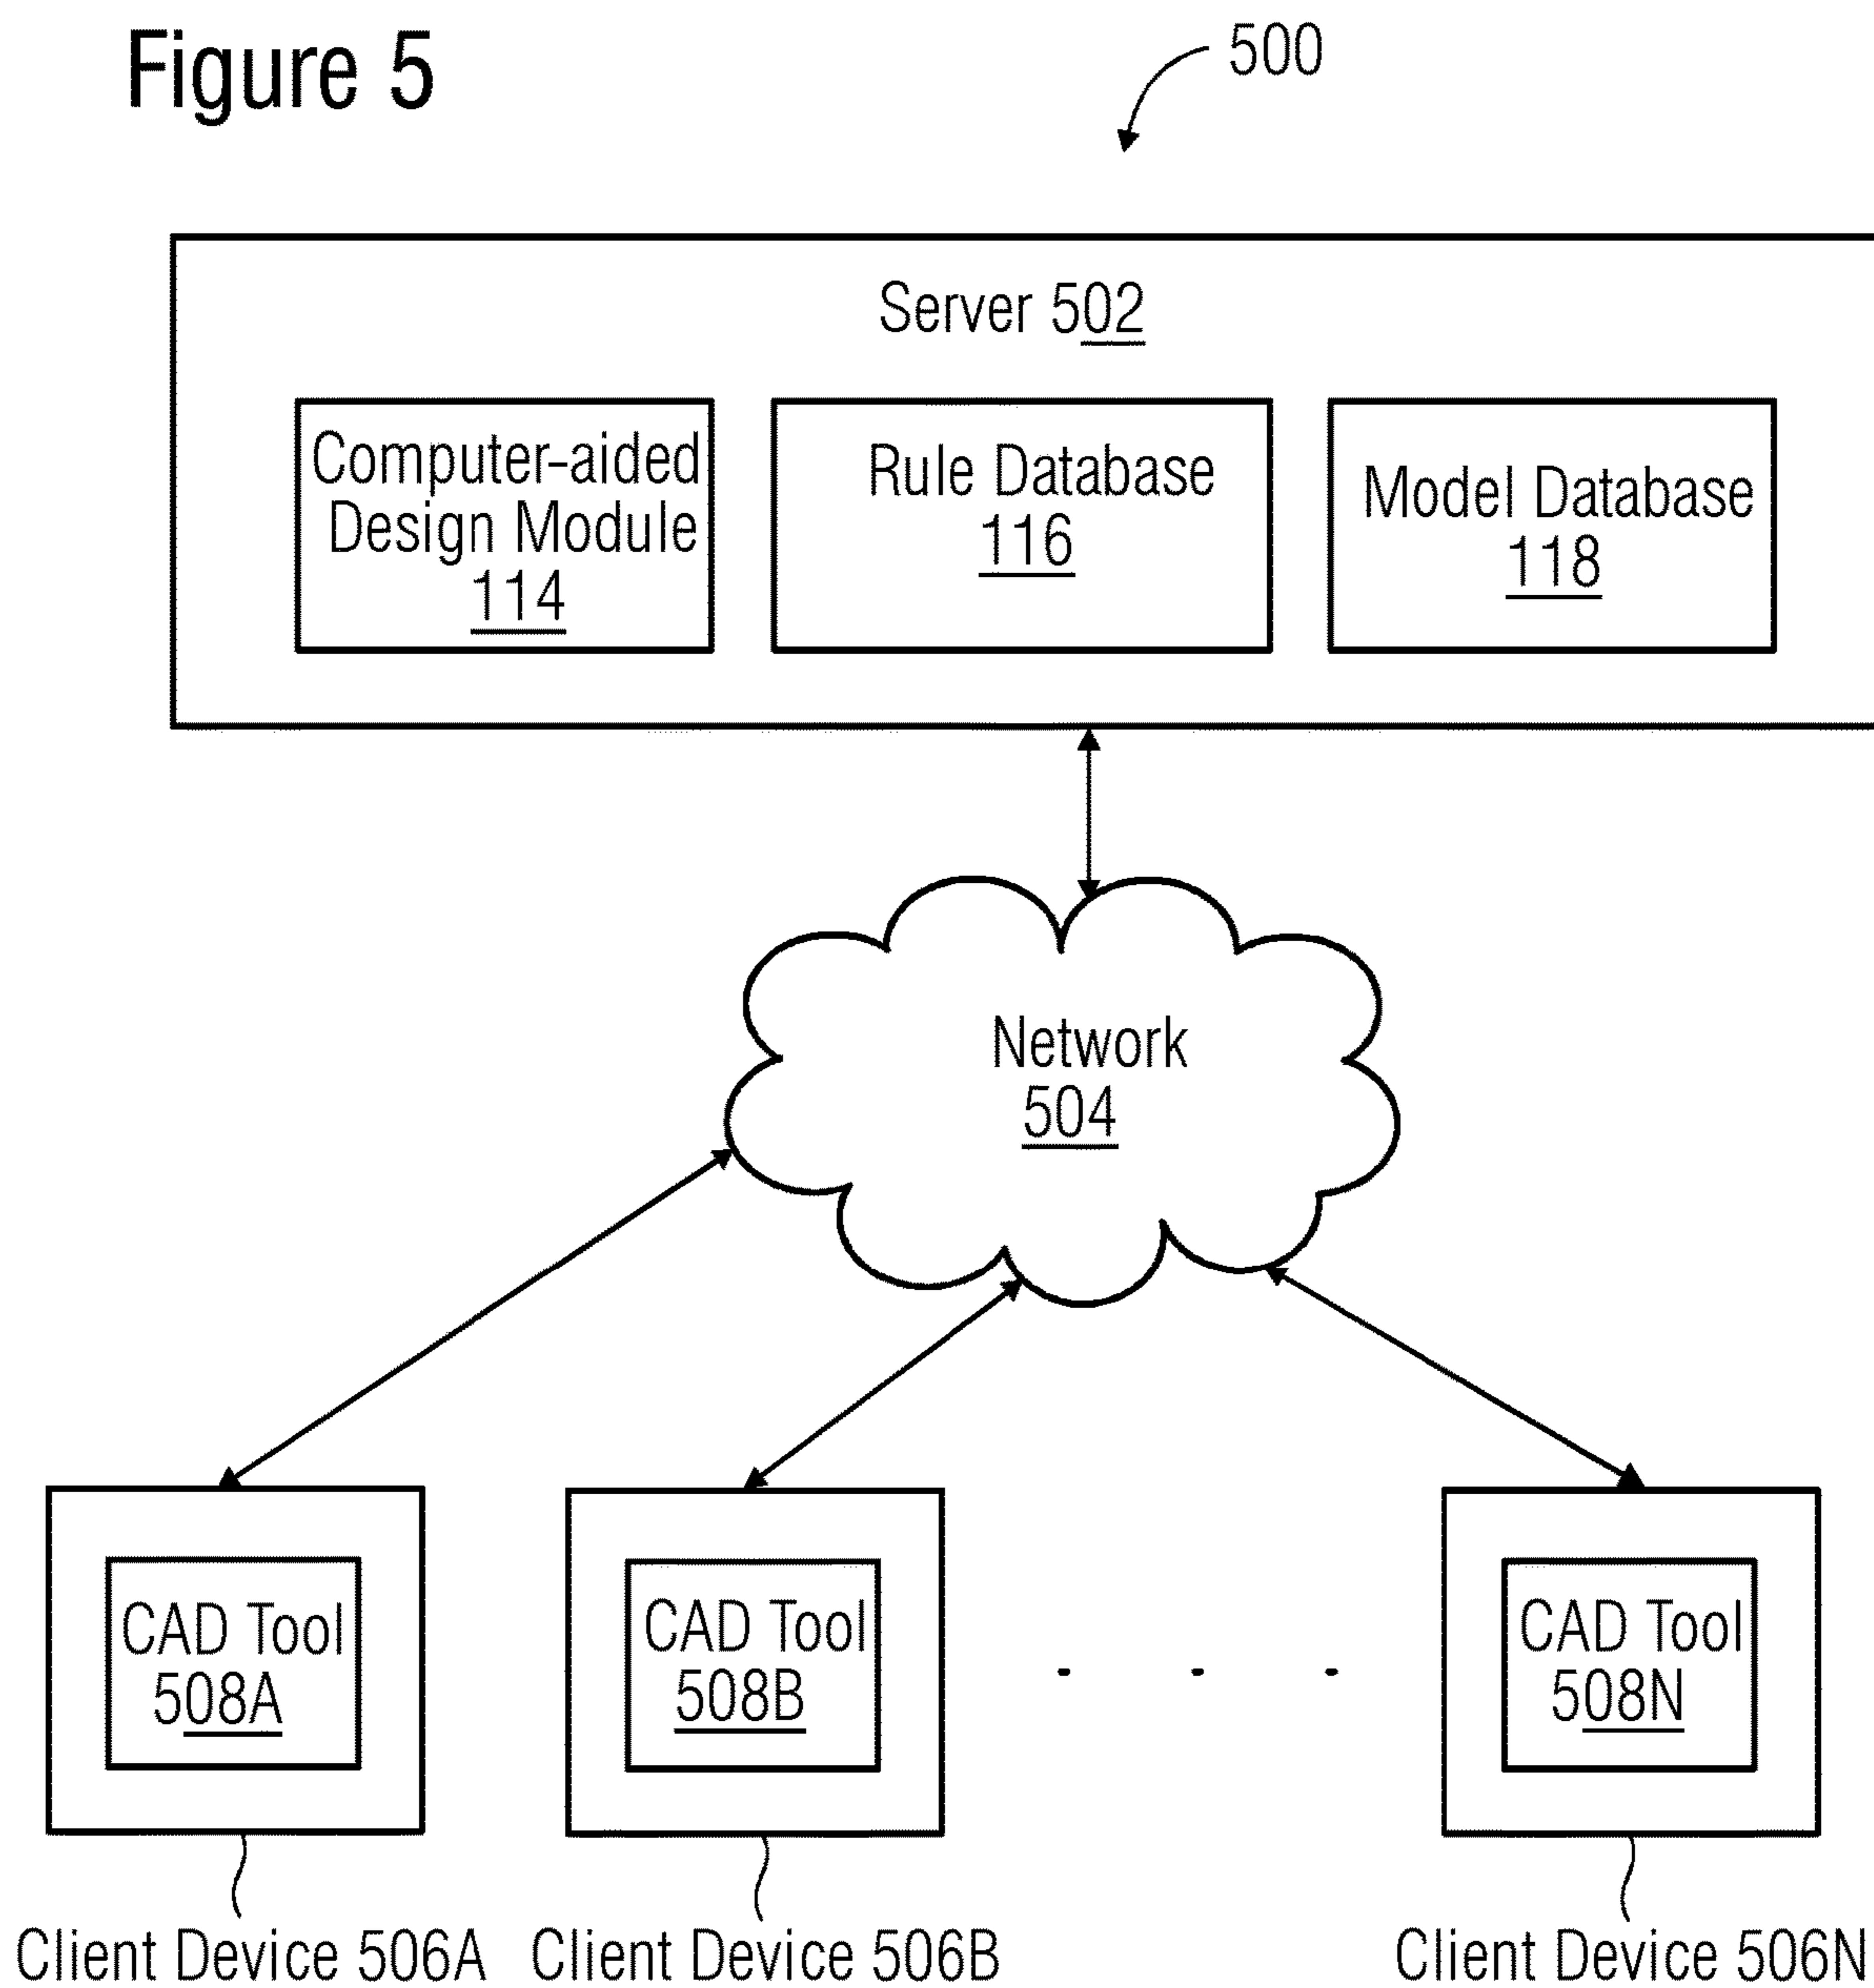 Figure 5
500
Server 502
Computer-aided
Design Module
114
Rule Database
116
Model Database
118
Network
504
CAD Tool
508A
CAD Tool
508B
CAD Tool
508N
Client Device 506A
Client Device 506B
Client Device 506N